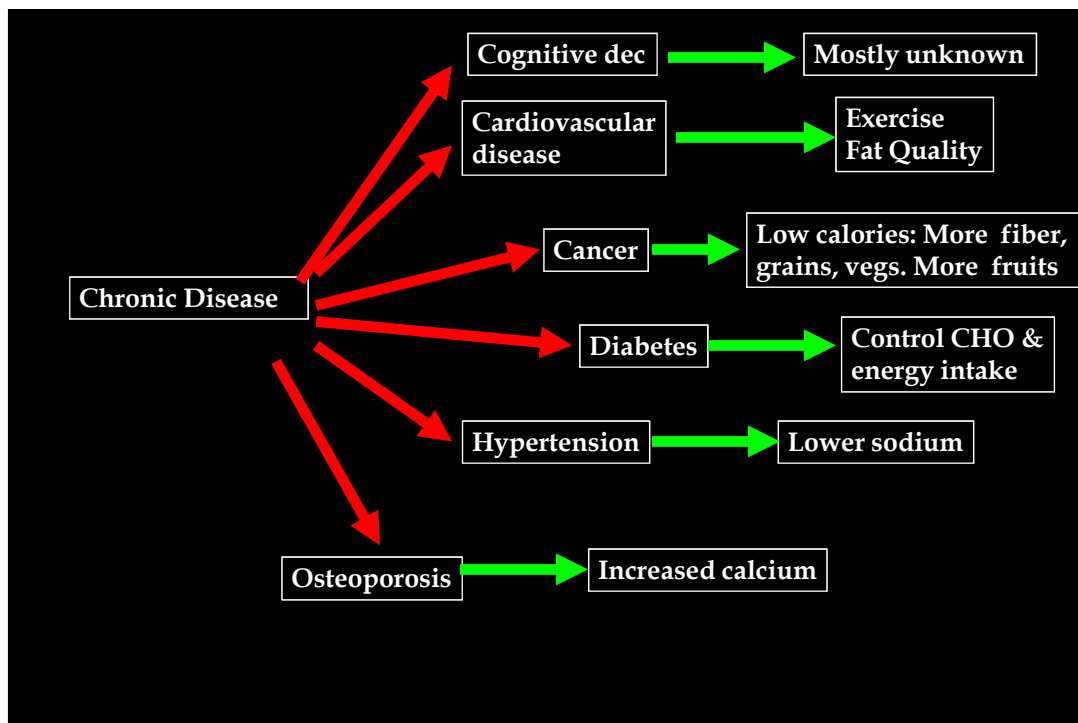 Cognitive dec
Mostly unknown
Cardiovascular
disease
Exercise
Fat Quality
Cancer
Low calories: More fiber,
grains, vegs. More fruits
Chronic Disease
Diabetes
Control CHO &
energy intake
Hypertension
Lower sodium
Osteoporosis
Increased calcium